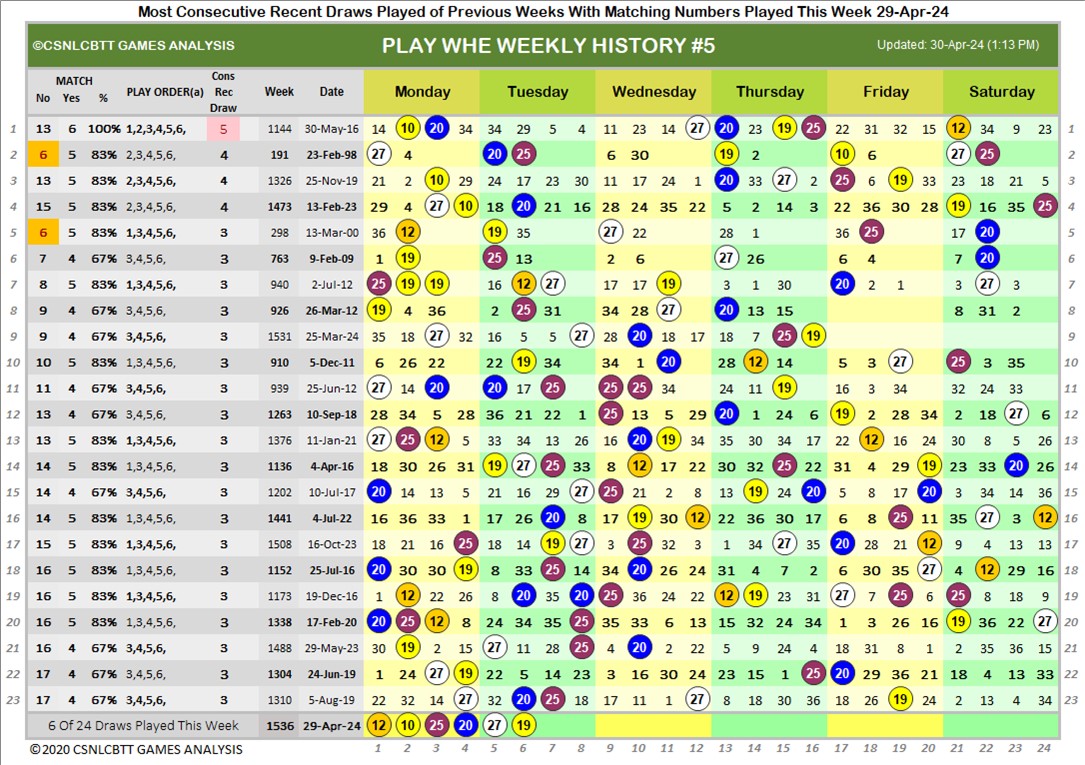 Most Consecutive Recent Draws Played of Previous Weeks With Matching Numbers Played This Week 29-Apr-24
©CSNLCBTT GAMES ANALYSIS PLAY WHE WEEKLY HISTORY #5 Updated: 30-Apr-24 (1:13 PM)
MATCH Cons
No Yes % PLAY ORDER(a) Rec Week Date Monday Tuesday Wednesday Thursday Friday Saturday
Draw
1 13 6 100% 1,2,3,4,5,6, 5 1144 30-May-16 14 10 20 34 34 29 5 4 11 23 14 27 20 23 19 25 22 31 32 15 12 34 9 23 1
2 6 5 83% 2,3,4,5,6, 4 191 23-Feb-98 27 4 20 25 6 30 19 2 10 6 27 25 2
3 13 5 83% 2,3,4,5,6, 4 1326 25-Nov-19 21 2 10 29 24 17 23 30 11 17 24 1 20 33 27 2 25 6 19 33 23 18 21 5 3
4 15 5 83% 2,3,4,5,6, 4 1473 13-Feb-23 29 4 27 10 18 20 21 16 28 24 35 22 5 2 14 3 22 36 30 28 19 16 35 25 4
5 6 5 83% 1,3,4,5,6, 3 298 13-Mar-00 36 12 19 35 27 22 28 1 36 25 17 20 5
6 7 4 67% 3,4,5,6, 3 763 9-Feb-09 1 19 25 13 2 6 27 26 6 4 7 20 6
7 8 5 83% 1,3,4,5,6, 3 940 2-Jul-12 25 19 19 16 12 27 17 17 19 3 1 30 20 2 1 3 27 3 7
8 9 4 67% 3,4,5,6, 3 926 26-Mar-12 19 4 36 2 25 31 34 28 27 20 13 15 8 31 2 8
9 9 4 67% 3,4,5,6, 3 1531 25-Mar-24 35 18 27 32 16 5 5 27 28 20 18 17 18 7 25 19 9
10 10 5 83% 1,3,4,5,6, 3 910 5-Dec-11 6 26 22 22 19 34 34 1 20 28 12 14 5 3 27 25 3 35 10
11 11 4 67% 3,4,5,6, 3 939 25-Jun-12 27 14 20 20 17 25 25 25 34 24 11 19 16 3 34 32 24 33 11
12 13 4 67% 3,4,5,6, 3 1263 10-Sep-18 28 34 5 28 36 21 22 1 25 13 5 29 20 1 24 6 19 2 28 34 2 18 27 6 12
13 13 5 83% 1,3,4,5,6, 3 1376 11-Jan-21 27 25 12 5 33 34 13 26 16 20 19 34 35 30 34 17 22 12 16 24 30 8 5 26 13
14 14 5 83% 1,3,4,5,6, 3 1136 4-Apr-16 18 30 26 31 19 27 25 33 8 12 17 22 30 32 25 22 31 4 29 19 23 33 20 26 14
15 14 4 67% 3,4,5,6, 3 1202 10-Jul-17 20 14 13 5 21 16 29 27 25 21 2 8 13 19 24 20 5 8 17 20 3 34 14 36 15
16 14 5 83% 1,3,4,5,6, 3 1441 4-Jul-22 16 36 33 1 17 26 20 8 17 19 30 12 22 36 30 17 6 8 25 11 35 27 3 12 16
17 15 5 83% 1,3,4,5,6, 3 1508 16-Oct-23 18 21 16 25 18 14 19 27 3 25 32 3 1 34 27 35 20 28 21 12 9 4 13 13 17
18 16 5 83% 1,3,4,5,6, 3 1152 25-Jul-16 20 30 30 19 8 33 25 14 34 20 26 24 31 4 7 2 6 30 35 27 4 12 29 16 18
19 16 5 83% 1,3,4,5,6, 3 1173 19-Dec-16 1 12 22 26 8 20 35 20 25 36 24 22 12 19 23 31 27 7 25 6 25 8 18 9 19
20 16 5 83% 1,3,4,5,6, 3 1338 17-Feb-20 20 25 12 8 24 34 35 25 35 33 6 13 15 32 24 34 1 3 26 16 19 36 22 27 20
21 16 4 67% 3,4,5,6, 3 1488 29-May-23 30 19 2 15 27 11 28 25 4 20 2 22 5 9 24 4 18 31 8 1 2 35 36 15 21
22 17 4 67% 3,4,5,6, 3 1304 24-Jun-19 1 24 27 19 22 5 14 23 3 16 30 24 23 15 1 25 20 29 36 21 18 4 13 33 22
23 17 4 67% 3,4,5,6, 3 1310 5-Aug-19 22 32 14 27 32 20 25 18 17 11 1 27 8 18 30 36 18 24 19 24 2 13 4 34 23
6 Of 24 Draws Played This Week 1536 29-Apr-24 12 10 25 20 27 19
© 2020 CSNLCBTT GAMES ANALYSIS 1 2 3 4 5 6 7 8 9 10 11 12 13 14 15 16 17 18 19 20 21 22 23 24